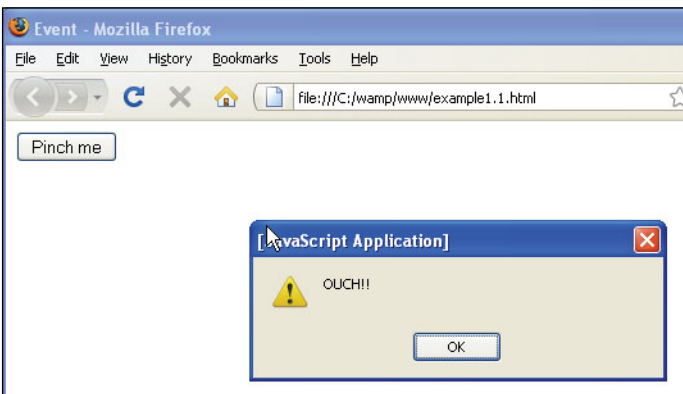 Event - Mozilla Firefox
File Edit View History Bookmarks Tools Help
file:///C:/wamp/www/example1.1.html
Pinch me
[JavaScript Application]
OUCH!!
OK